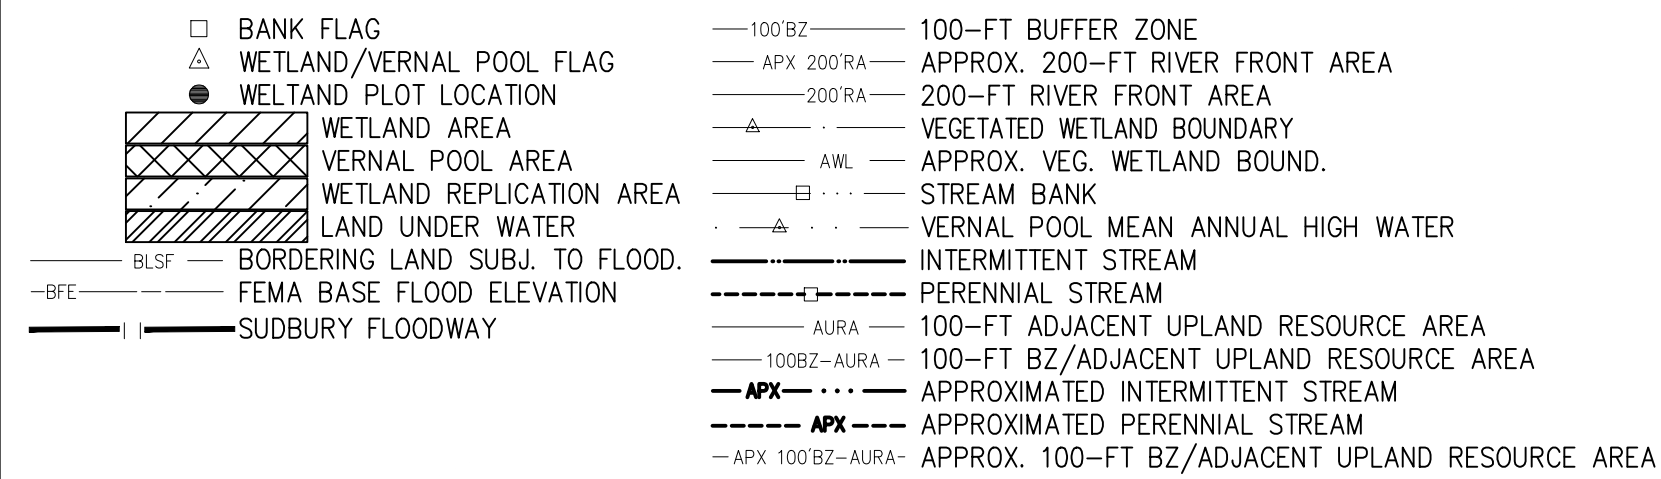 BANK FLAG
WETLAND/VERNAL POOL FLAG
WELTAND PLOT LOCATION
WETLAND AREA
VERNAL POOL AREA
WETLAND REPLICATION AREA
LAND UNDER WATER
BLSF BORDERING LAND SUBJ. TO FLOOD.
BFE FEMA BASE FLOOD ELEVATION
SUDBURY FLOODWAY
100'BZ 100-FT BUFFER ZONE
APX 200'RA APPROX. 200-FT RIVER FRONT AREA
200'RA 200-FT RIVER FRONT AREA
VEGETATED WETLAND BOUNDARY
AWL APPROX. VEG. WETLAND BOUND.
STREAM BANK
VERNAL POOL MEAN ANNUAL HIGH WATER
INTERMITTENT STREAM
PERENNIAL STREAM
AURA 100-FT ADJACENT UPLAND RESOURCE AREA
100BZ-AURA 100-FT BZ/ADJACENT UPLAND RESOURCE AREA
APX APPROXIMATED INTERMITTENT STREAM
APX APPROXIMATED PERENNIAL STREAM
APX 100'BZ-AURA APPROX. 100-FT BZ/ADJACENT UPLAND RESOURCE AREA